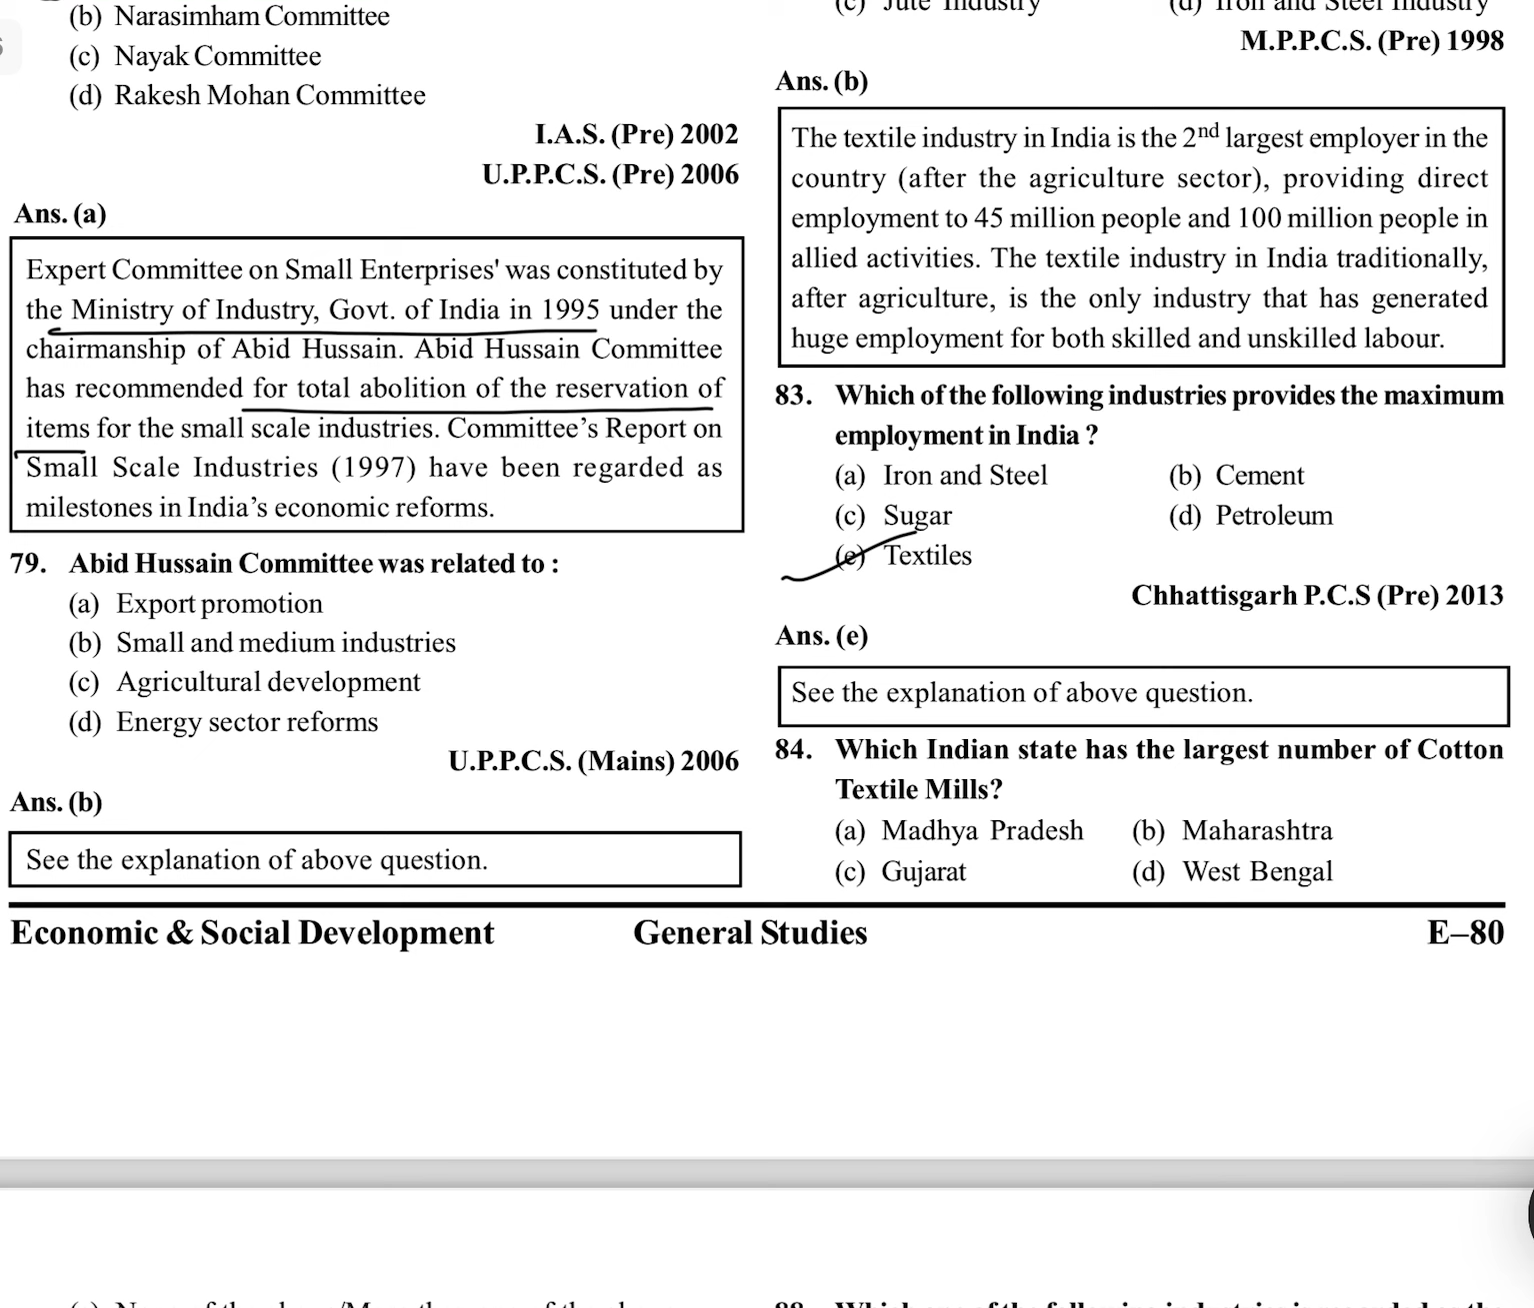 (b) Narasimham Committee
(c) Nayak Committee
(d) Rakesh Mohan Committee
I.A.S. (Pre) 2002
U.P.P.C.S. (Pre) 2006
Ans. (a)
Expert Committee on Small Enterprises' was constituted by
the Ministry of Industry, Govt. of India in 1995 under the
chairmanship of Abid Hussain. Abid Hussain Committee
has recommended for total abolition of the reservation of
items for the small scale industries. Committee’s Report on
Small Scale Industries (1997) have been regarded as
milestones in India’s economic reforms.
79. Abid Hussain Committee was related to :
(a) Export promotion
(b) Small and medium industries
(c) Agricultural development
(d) Energy sector reforms
U.P.P.C.S. (Mains) 2006
Ans. (b)
See the explanation of above question.
(c) Jute Industry (d) Iron and Steel Industry
M.P.P.C.S. (Pre) 1998
Ans. (b)
The textile industry in India is the 2nd largest employer in the
country (after the agriculture sector), providing direct
employment to 45 million people and 100 million people in
allied activities. The textile industry in India traditionally,
after agriculture, is the only industry that has generated
huge employment for both skilled and unskilled labour.
83. Which of the following industries provides the maximum
employment in India ?
(a) Iron and Steel (b) Cement
(c) Sugar (d) Petroleum
(e) Textiles
Chhattisgarh P.C.S (Pre) 2013
Ans. (e)
See the explanation of above question.
84. Which Indian state has the largest number of Cotton
Textile Mills?
(a) Madhya Pradesh (b) Maharashtra
(c) Gujarat (d) West Bengal
Economic & Social Development General Studies E–80